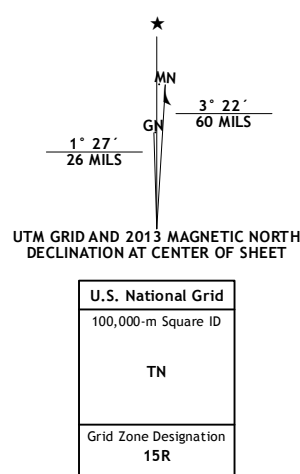 ★
MN
3° 22´
60 MILS
GN
1° 27´
26 MILS
UTM GRID AND 2013 MAGNETIC NORTH
DECLINATION AT CENTER OF SHEET
U.S. National Grid
100,000-m Square ID
TN
Grid Zone Designation
15R